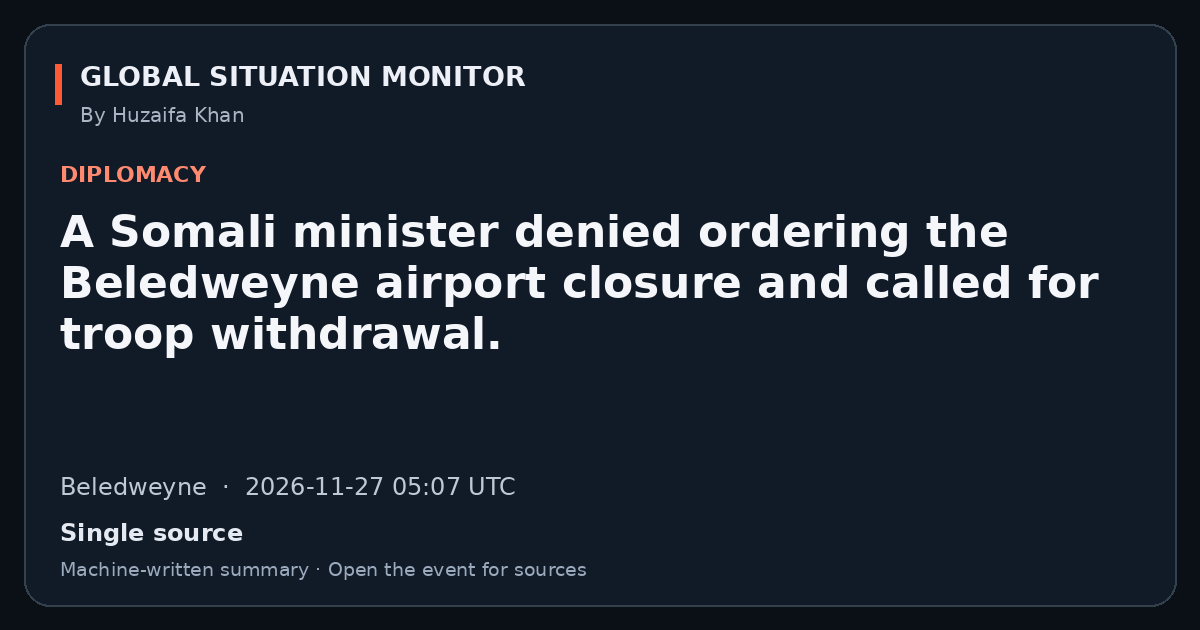 GLOBAL SITUATION MONITOR
By Huzaifa Khan
DIPLOMACY
A Somali minister denied ordering the
Beledweyne airport closure and called for
troop withdrawal.
Beledweyne · 2026-11-27 05:07 UTC
Single source
Machine-written summary · Open the event for sources